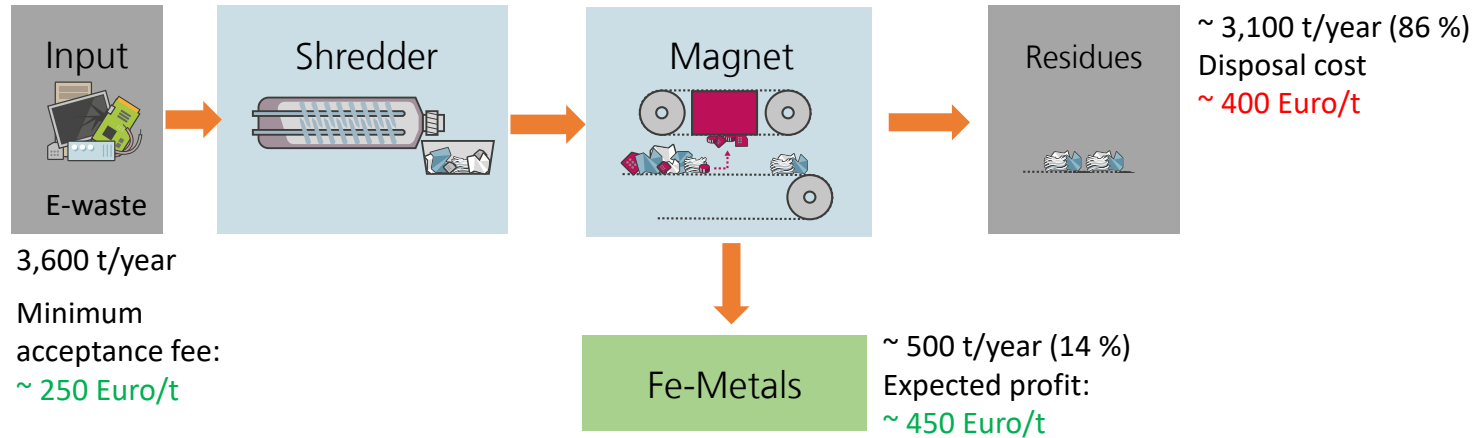 Input
E-waste
3,600 t/year
Minimum
acceptance fee:
~ 250 Euro/t
Shredder
Magnet
Residues
~ 3,100 t/year (86 %)
Disposal cost
~ 400 Euro/t
Fe-Metals
~ 500 t/year (14 %)
Expected profit:
~ 450 Euro/t